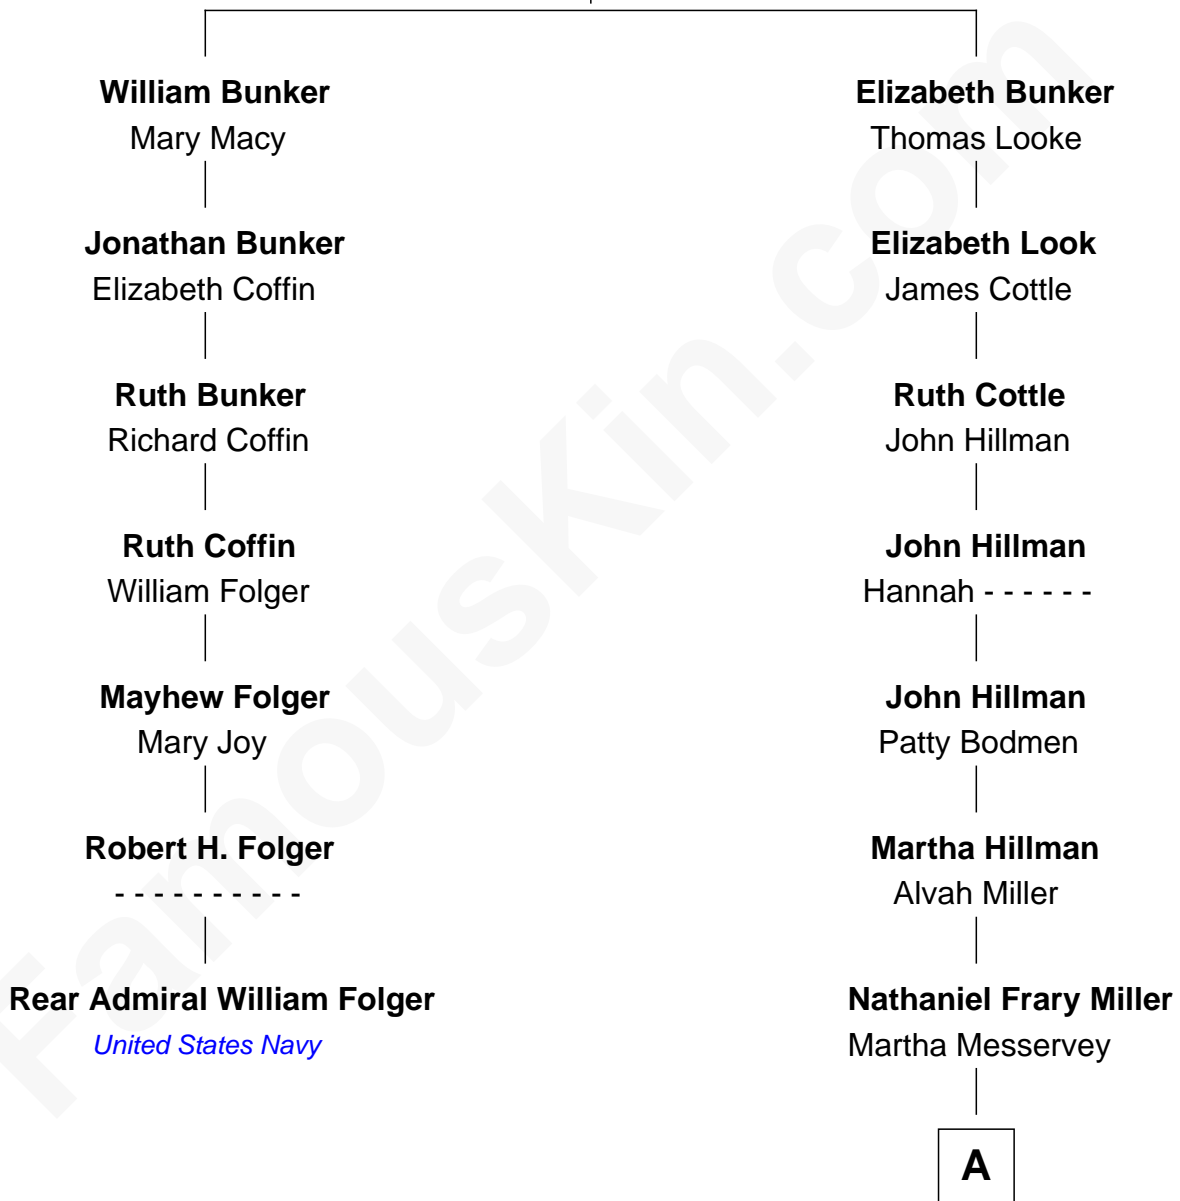 William Bunker
Mary Macy
Jonathan Bunker
Elizabeth Coffin
Ruth Bunker
Richard Coffin
Ruth Coffin
William Folger
Mayhew Folger
Mary Joy
Robert H. Folger
- - - - - - - - - -
Rear Admiral William Folger
United States Navy
Elizabeth Bunker
Thomas Looke
Elizabeth Look
James Cottle
Ruth Cottle
John Hillman
John Hillman
Hannah - - - - - -
John Hillman
Patty Bodmen
Martha Hillman
Alvah Miller
Nathaniel Frary Miller
Martha Messervey
A
FamousKin.com